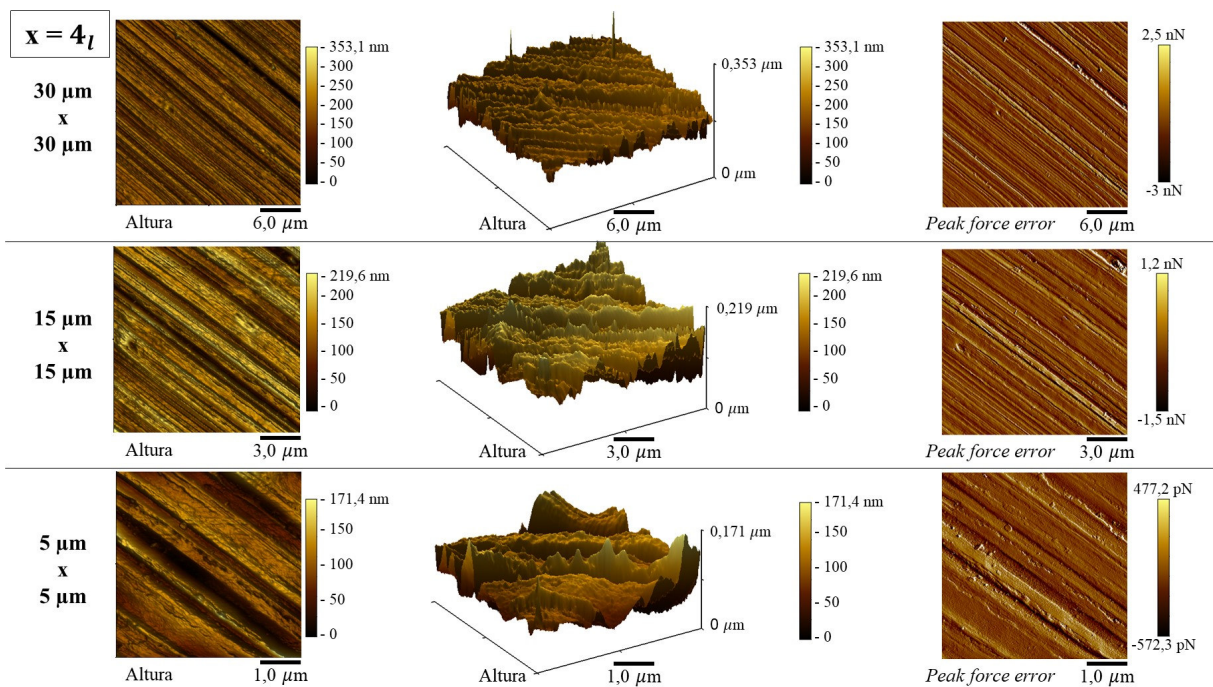 x = 4l
30 µm
x
30 µm
- 353,1 nm
- 300
- 250
- 200
- 150
- 100
- 50
- 0
Altura
6,0 µm
0,353 µm
0 µm
Altura
6,0 µm
- 353,1 nm
- 300
- 250
- 200
- 150
- 100
- 50
- 0
2,5 nN
-3 nN
Peak force error
6,0 µm
15 µm
x
15 µm
- 219,6 nm
- 200
- 150
- 100
- 50
- 0
Altura
3,0 µm
0,219 µm
0 µm
Altura
3,0 µm
- 219,6 nm
- 200
- 150
- 100
- 50
- 0
1,2 nN
-1,5 nN
Peak force error
3,0 µm
5 µm
x
5 µm
- 171,4 nm
- 150
- 100
- 50
- 0
Altura
1,0 µm
0,171 µm
0 µm
Altura
1,0 µm
- 171,4 nm
- 150
- 100
- 50
- 0
477,2 pN
-572,3 pN
Peak force error
1,0 µm